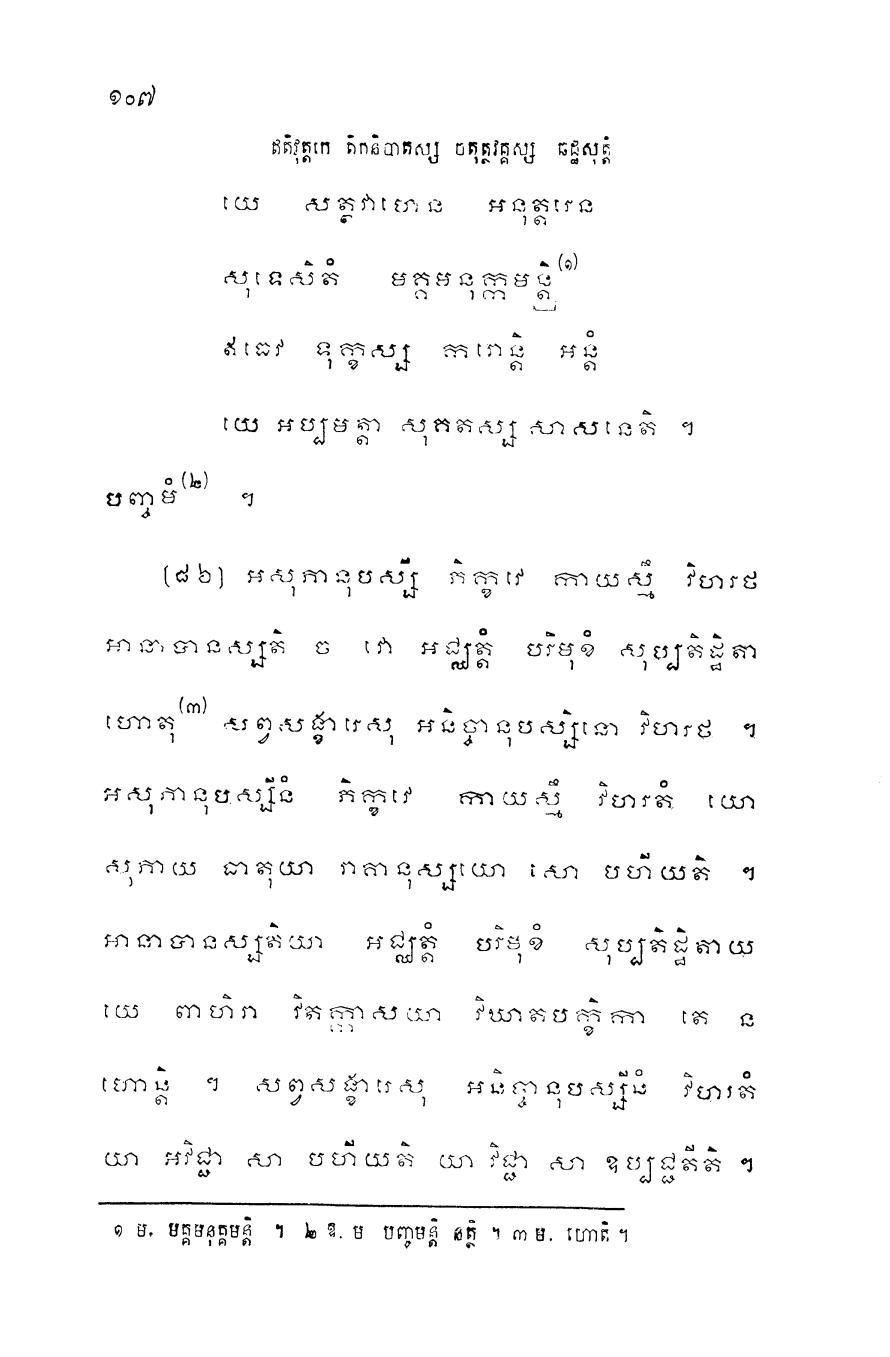 ១០៧
ឥតិវុត្តកេ តិកនិបាតស្ស ចតុត្ថវគ្គស្ស ឆដ្ឋសុត្តំ
យេ សត្ថវាហេន អនុត្តរេន
សុទេសិតំ មគ្គមនុក្កមន្តិ(១)
ឥធេវ ទុក្ខស្ស ករោន្តិ អន្តំ
យេ អប្បមត្តា សុគតស្ស សាសនេតិ ។
បញ្ចមំ(២) ។
(៨៦) អសុភានុបស្សី ភិក្ខវេ កាយស្មឹ វិហរថ
អានាបានស្សតិ ច វោ អជ្ឈត្តំ បរិមុខំ សុប្បតិដ្ឋិតា
ហោតុ(៣) សព្វសង្ខារេសុ អនិច្ចានុបស្សិនោ វិហរថ ។
អសុភានុបស្សីនំ ភិក្ខវេ កាយស្មឹ វិហរតំ យោ
សុភាយ ធាតុយា រាគានុស្សយោ សោ បហីយតិ ។
អានាបានស្សតិយា អជ្ឈត្តំ បរិមុខំ សុប្បតិដ្ឋិតាយ
យេ ពាហិរា វិតក្កាសយា វិឃាតបក្ខិកា តេ ន
ហោន្តិ ។ សព្វសង្ខារេសុ អនិច្ចានុបស្សីនំ វិហរតំ
យា អវិជ្ជា សា បហីយតិ យា វិជ្ជា សា ឧប្បជ្ជតីតិ ។
១ ម. មគ្គមនុគ្គមន្តិ ។ ២ ឱ. ម បញ្ចមន្តិ នត្ថិ ។ ៣ ម. ហោតិ ។